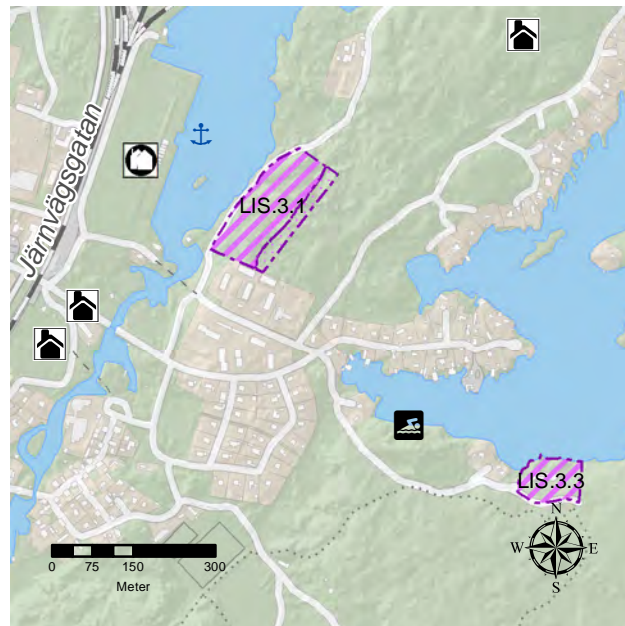 Järnvägsgatan
LIS.3.1
LIS.3.3
N
W E
S
0 75 150 300
Meter